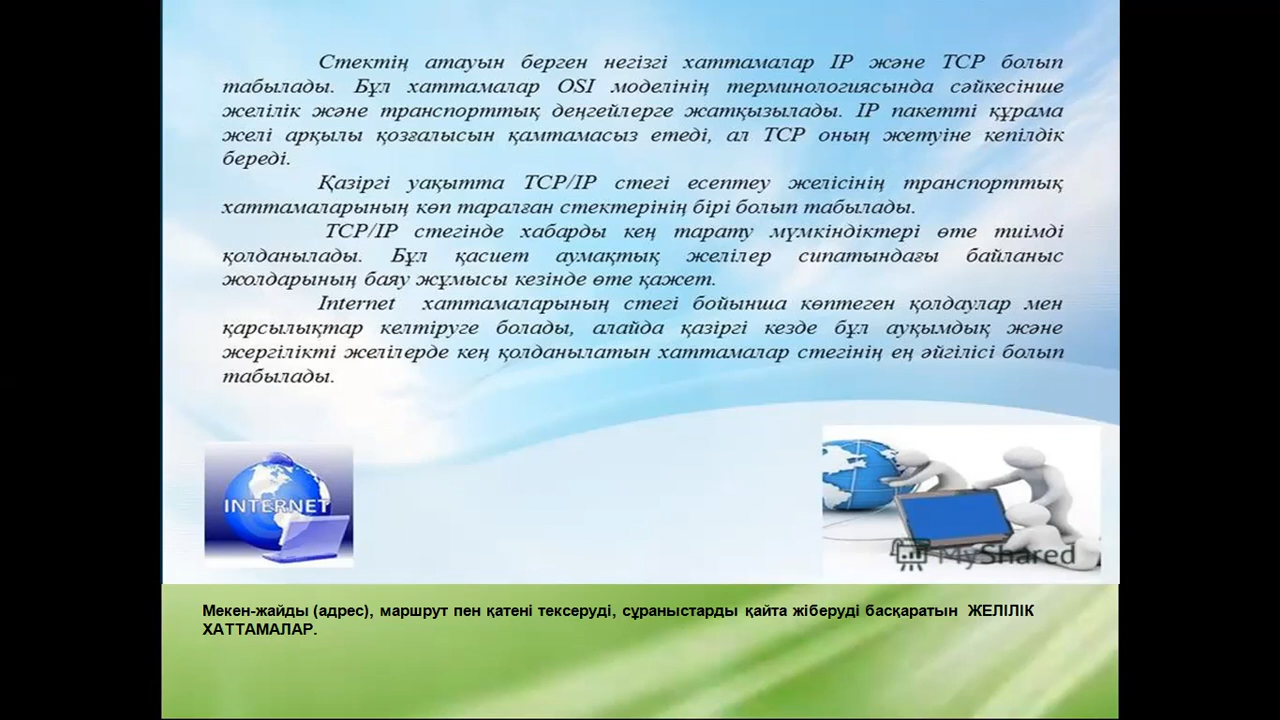 Стектің атауын берген негізгі хаттамалар IP және TCP болып
табылады. Бұл хаттамалар OSI моделінің терминологиясында сәйкесінше
желілік және транспорттық деңгейлерге жатқызылады. IP пакетті құрама
желі арқылы қозғалысын қамтамасыз етеді, ал TCP оның жетуіне кепілдік
береді.
Қазіргі уақытта TCP/IP стегі есептеу желісінің транспорттық
хаттамаларының көп таралған стектерінің бірі болып табылады.
TCP/IP стегінде хабарды кең тарату мүмкіндіктері өте тиімді
қолданылады. Бұл қасиет аумақтық желілер сипатындағы байланыс
жолдарының баяу жұмысы кезінде өте қажет.
Internet хаттамаларының стегі бойынша көптеген қолдаулар мен
қарсылықтар келтіруге болады, алайда қазіргі кезде бұл ауқымдық және
жергілікті желілерде кең қолданылатын хаттамалар стегінің ең әйгілісі болып
табылады.
INTERNET
MyShared
Мекен-жайды (адрес), маршрут пен қатені тексеруді, сұраныстарды қайта жіберуді басқаратын ЖЕЛІЛІК
ХАТТАМАЛАР.